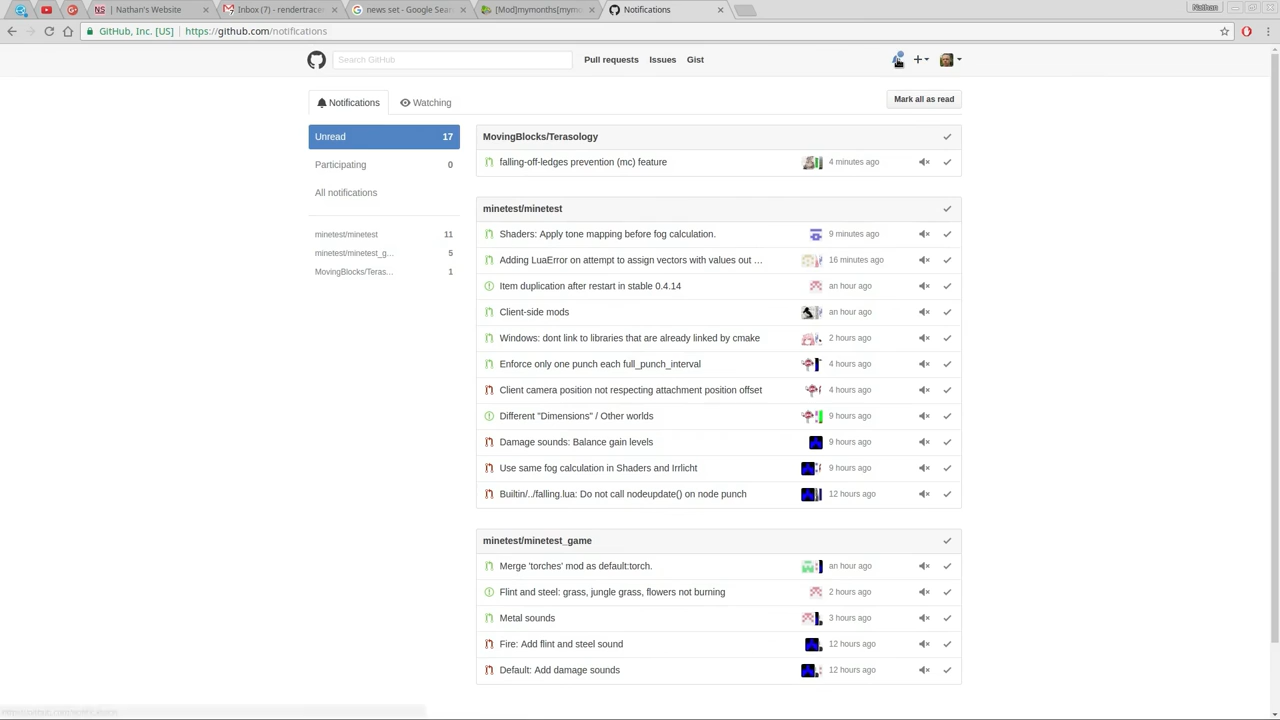 | Nathan's Website
Inbox (7) - rendertracer
news set - Google Sear
[Mod]mymonths[mymo
Notifications
Nathan
GitHub, Inc. [US] | https://github.com/notifications
Search GitHub
Pull requests
Issues
Gist
Notifications
Watching
Mark all as read
Unread 17
Participating 0
All notifications
minetest/minetest 11
minetest/minetest_g... 5
MovingBlocks/Teras... 1
MovingBlocks/Terasology
falling-off-ledges prevention (mc) feature 4 minutes ago
minetest/minetest
Shaders: Apply tone mapping before fog calculation. 9 minutes ago
Adding LuaError on attempt to assign vectors with values out … 16 minutes ago
Item duplication after restart in stable 0.4.14 an hour ago
Client-side mods an hour ago
Windows: dont link to libraries that are already linked by cmake 2 hours ago
Enforce only one punch each full_punch_interval 4 hours ago
Client camera position not respecting attachment position offset 4 hours ago
Different "Dimensions" / Other worlds 9 hours ago
Damage sounds: Balance gain levels 9 hours ago
Use same fog calculation in Shaders and Irrlicht 9 hours ago
Builtin/../falling.lua: Do not call nodeupdate() on node punch 12 hours ago
minetest/minetest_game
Merge 'torches' mod as default:torch. an hour ago
Flint and steel: grass, jungle grass, flowers not burning 2 hours ago
Metal sounds 3 hours ago
Fire: Add flint and steel sound 12 hours ago
Default: Add damage sounds 12 hours ago